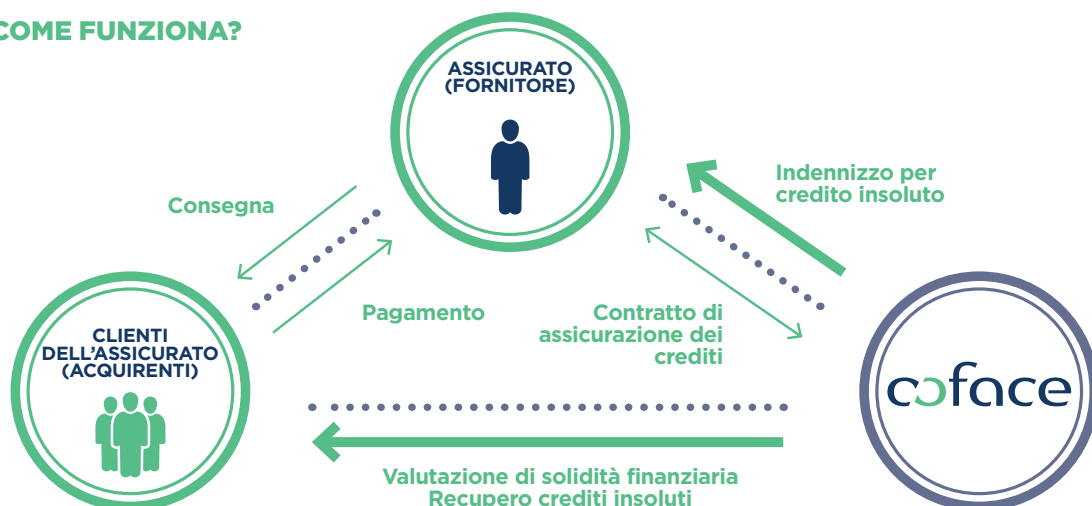 COME FUNZIONA?
ASSICURATO
(FORNITORE)
Indennizzo per
credito insoluto
Consegna
Pagamento
Contratto di
assicurazione dei
crediti
CLIENTI
DELL'ASSICURATO
(ACQUIRENTI)
coface
Valutazione di solidità finanziaria
Recupero crediti insoluti